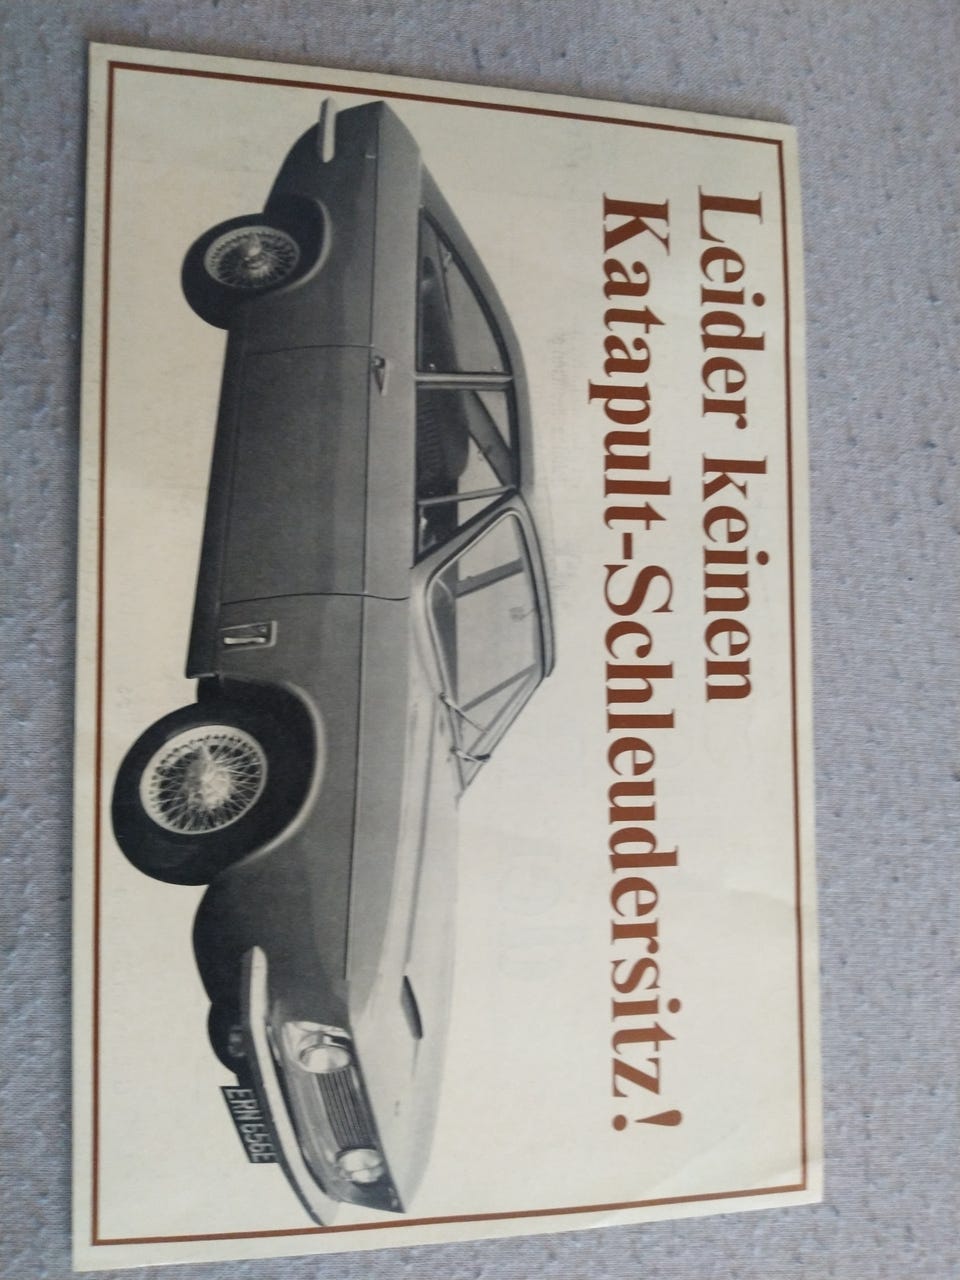 Leider keinen
Katapult-Schleudersitz!
ERN 656E